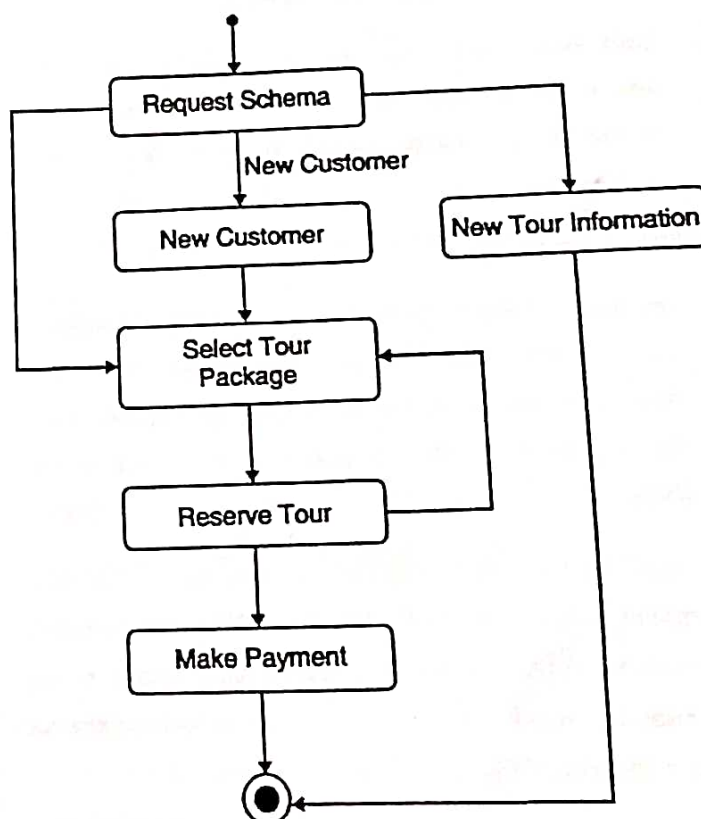 Request Schema
New Customer
New Customer
New Tour Information
Select Tour
Package
Reserve Tour
Make Payment